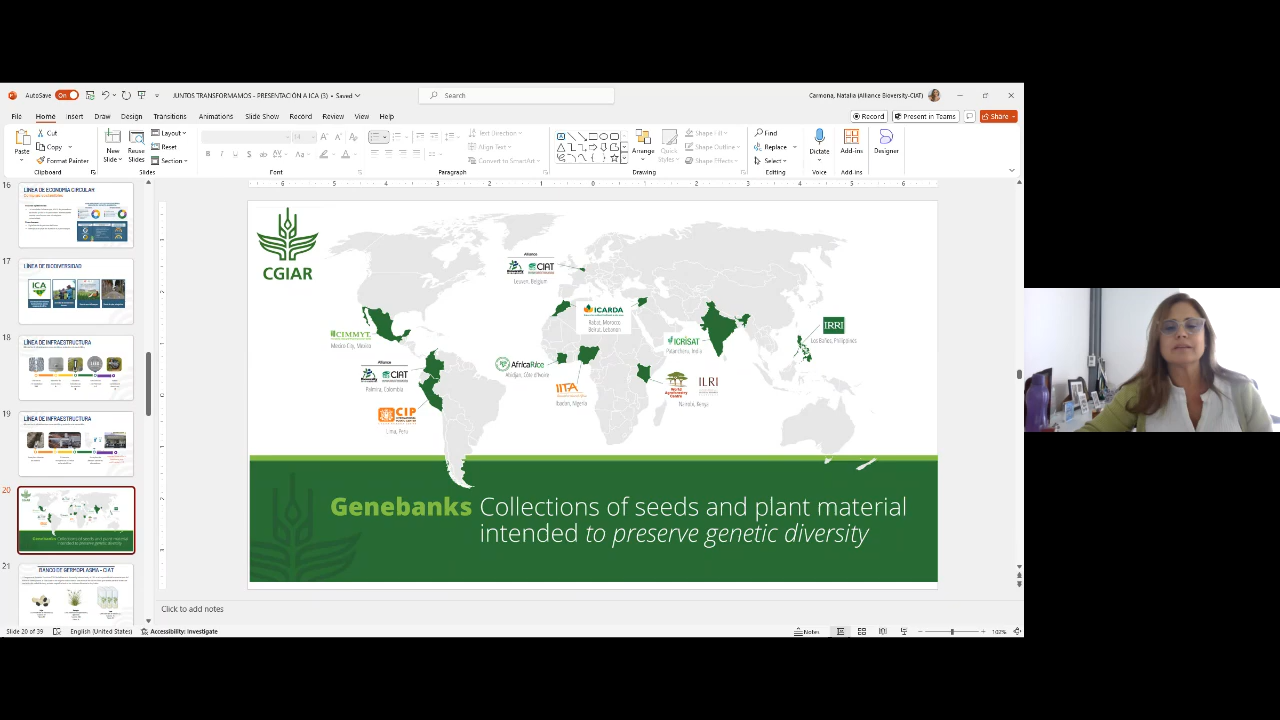 AutoSave On
JUNTOS TRANSFORMAMOS - PRESENTACIÓN A ICA (3) • Saved
Search
Carmona, Natalia (Alliance Bioversity-CIAT)
File Home Insert Draw Design Transitions Animations Slide Show Record Review View Help
Record Present in Teams Share
Paste
Cut
Copy
Format Painter
Clipboard
New Slide
Reuse Slides
Layout
Reset
Section
Slides
Font
Paragraph
Text Direction
Align Text
Convert to SmartArt
Arrange
Quick Styles
Shape Fill
Shape Outline
Shape Effects
Drawing
Find
Replace
Select
Editing
Dictate
Voice
Add-ins
Add-ins
Designer
16
LÍNEA DE ECONOMÍA CIRCULAR
17
LÍNEA DE BIODIVERSIDAD
ICA
18
LÍNEA DE INFRAESTRUCTURA
19
LÍNEA DE INFRAESTRUCTURA
20
21
BANCO DE GERMOPLASMA - CIAT
CGIAR
Alliance
CIAT
Leuven, Belgium
ICARDA
Rabat, Morocco
Beirut, Lebanon
CIMMYT
Mexico City, Mexico
ICRISAT
Patancheru, India
IRRI
Los Baños, Philippines
Alliance
CIAT
Palmira, Colombia
AfricaRice
Abidjan, Côte d'Ivoire
IITA
Ibadan, Nigeria
World Agroforestry Centre
ILRI
Nairobi, Kenya
CIP
INTERNATIONAL POTATO CENTER
Lima, Peru
Genebanks Collections of seeds and plant material
intended to preserve genetic diversity
Click to add notes
Slide 20 of 39 English (United States) Accessibility: Investigate
Notes 102%